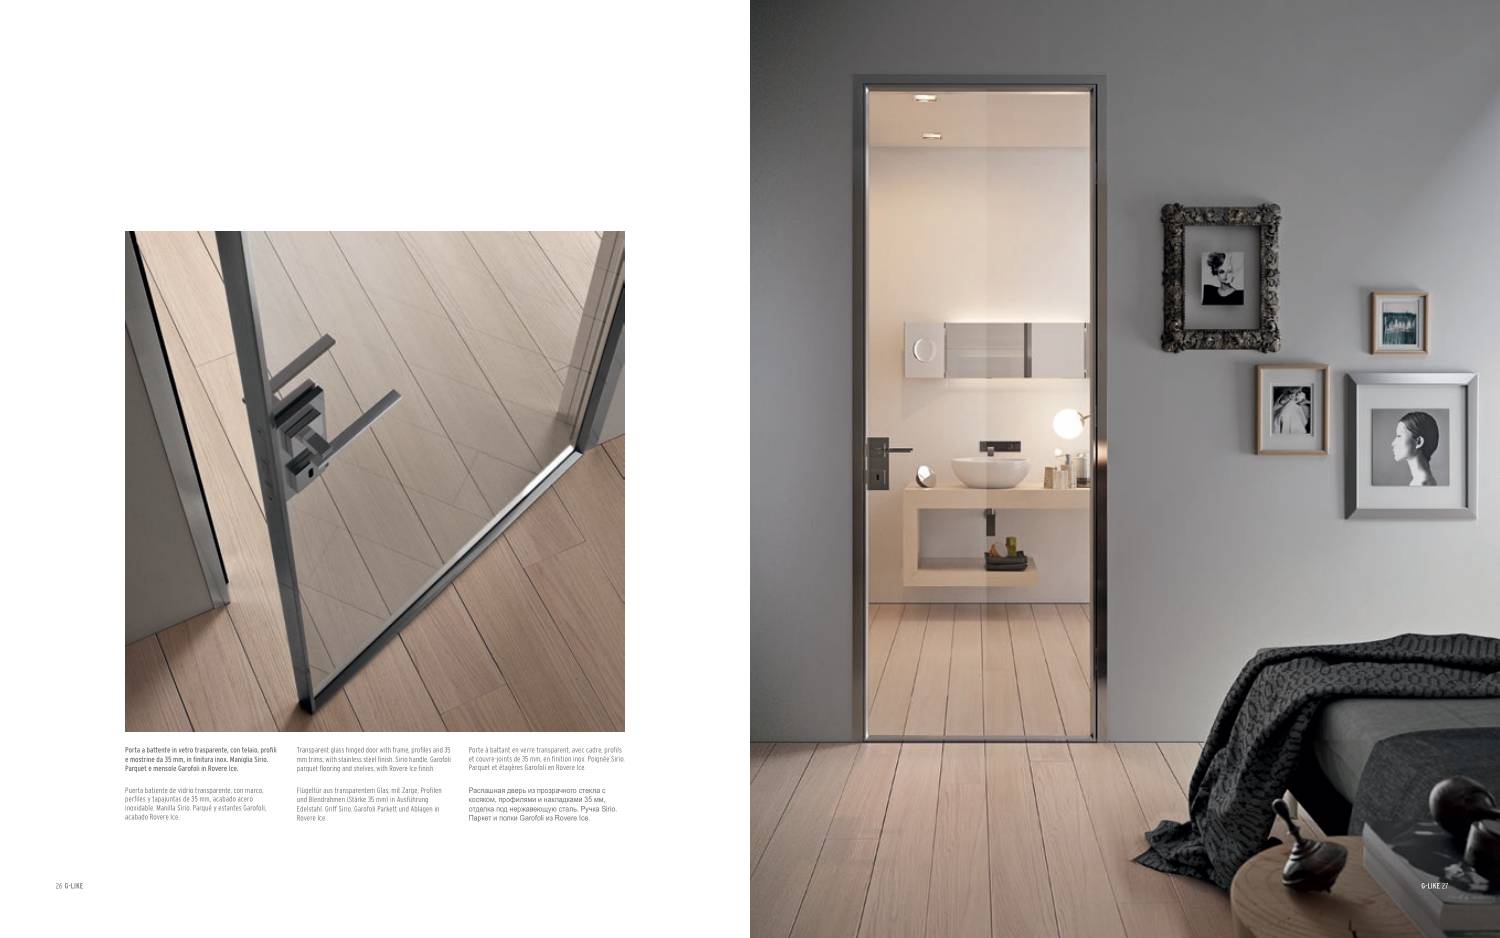 Porta a battente in vetro trasparente, con telaio, profili
e mostrine da 35 mm, in finitura inox. Maniglia Sirio.
Parquet e mensole Garofoli in Rovere Ice.
Transparent glass hinged door with frame, profiles and 35
mm trims, with stainless steel finish. Sirio handle. Garofoli
parquet flooring and shelves, with Rovere Ice finish.
Porte à battant en verre transparent, avec cadre, profils
et couvre-joints de 35 mm, en finition inox. Poignée Sirio.
Parquet et étagères Garofoli en Rovere Ice.
Puerta batiente de vidrio transparente, con marco,
perfiles y tapajuntas de 35 mm, acabado acero
inoxidable. Manilla Sirio. Parqué y estantes Garofoli,
acabado Rovere Ice.
Flügeltür aus transparentem Glas, mit Zarge, Profilen
und Blendrahmen (Stärke 35 mm) in Ausführung
Edelstahl. Griff Sirio. Garofoli Parkett und Ablagen in
Rovere Ice.
Распашная дверь из прозрачного стекла с
косяком, профилями и накладками 35 мм,
отделка под нержавеющую сталь. Ручка Sirio.
Паркет и полки Garofoli из Rovere Ice.
26 G-LIKE
G-LIKE 27